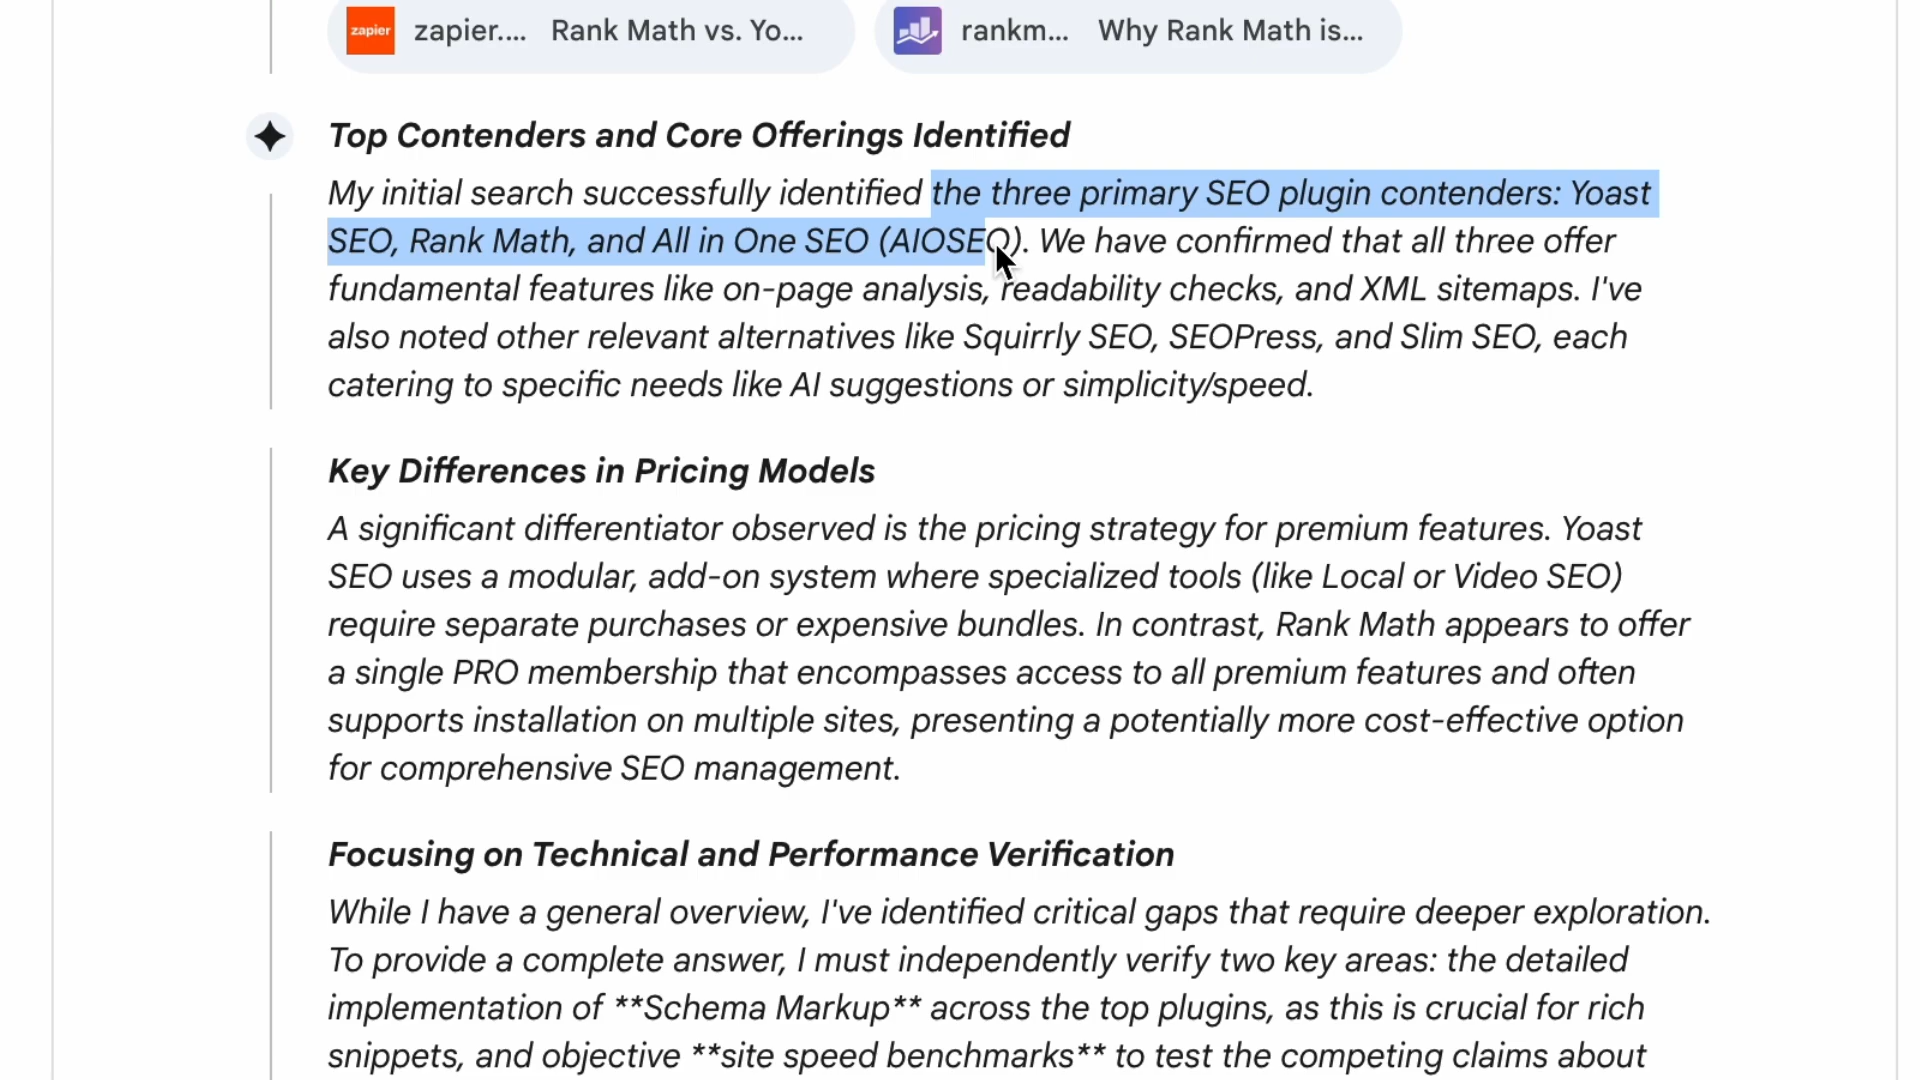 zapier zapier.... Rank Math vs. Yo... rankm... Why Rank Math is...
Top Contenders and Core Offerings Identified
My initial search successfully identified the three primary SEO plugin contenders: Yoast
SEO, Rank Math, and All in One SEO (AIOSEO). We have confirmed that all three offer
fundamental features like on-page analysis, readability checks, and XML sitemaps. I've
also noted other relevant alternatives like Squirrly SEO, SEOPress, and Slim SEO, each
catering to specific needs like AI suggestions or simplicity/speed.
Key Differences in Pricing Models
A significant differentiator observed is the pricing strategy for premium features. Yoast
SEO uses a modular, add-on system where specialized tools (like Local or Video SEO)
require separate purchases or expensive bundles. In contrast, Rank Math appears to offer
a single PRO membership that encompasses access to all premium features and often
supports installation on multiple sites, presenting a potentially more cost-effective option
for comprehensive SEO management.
Focusing on Technical and Performance Verification
While I have a general overview, I've identified critical gaps that require deeper exploration.
To provide a complete answer, I must independently verify two key areas: the detailed
implementation of **Schema Markup** across the top plugins, as this is crucial for rich
snippets, and objective **site speed benchmarks** to test the competing claims about